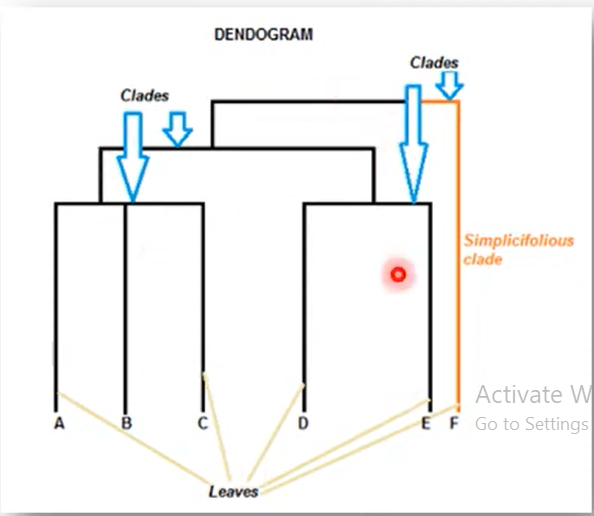 DENDOGRAM
Clades
Clades
Simplicifolious
clade
Activate W
Go to Settings
A B C D E F
Leaves